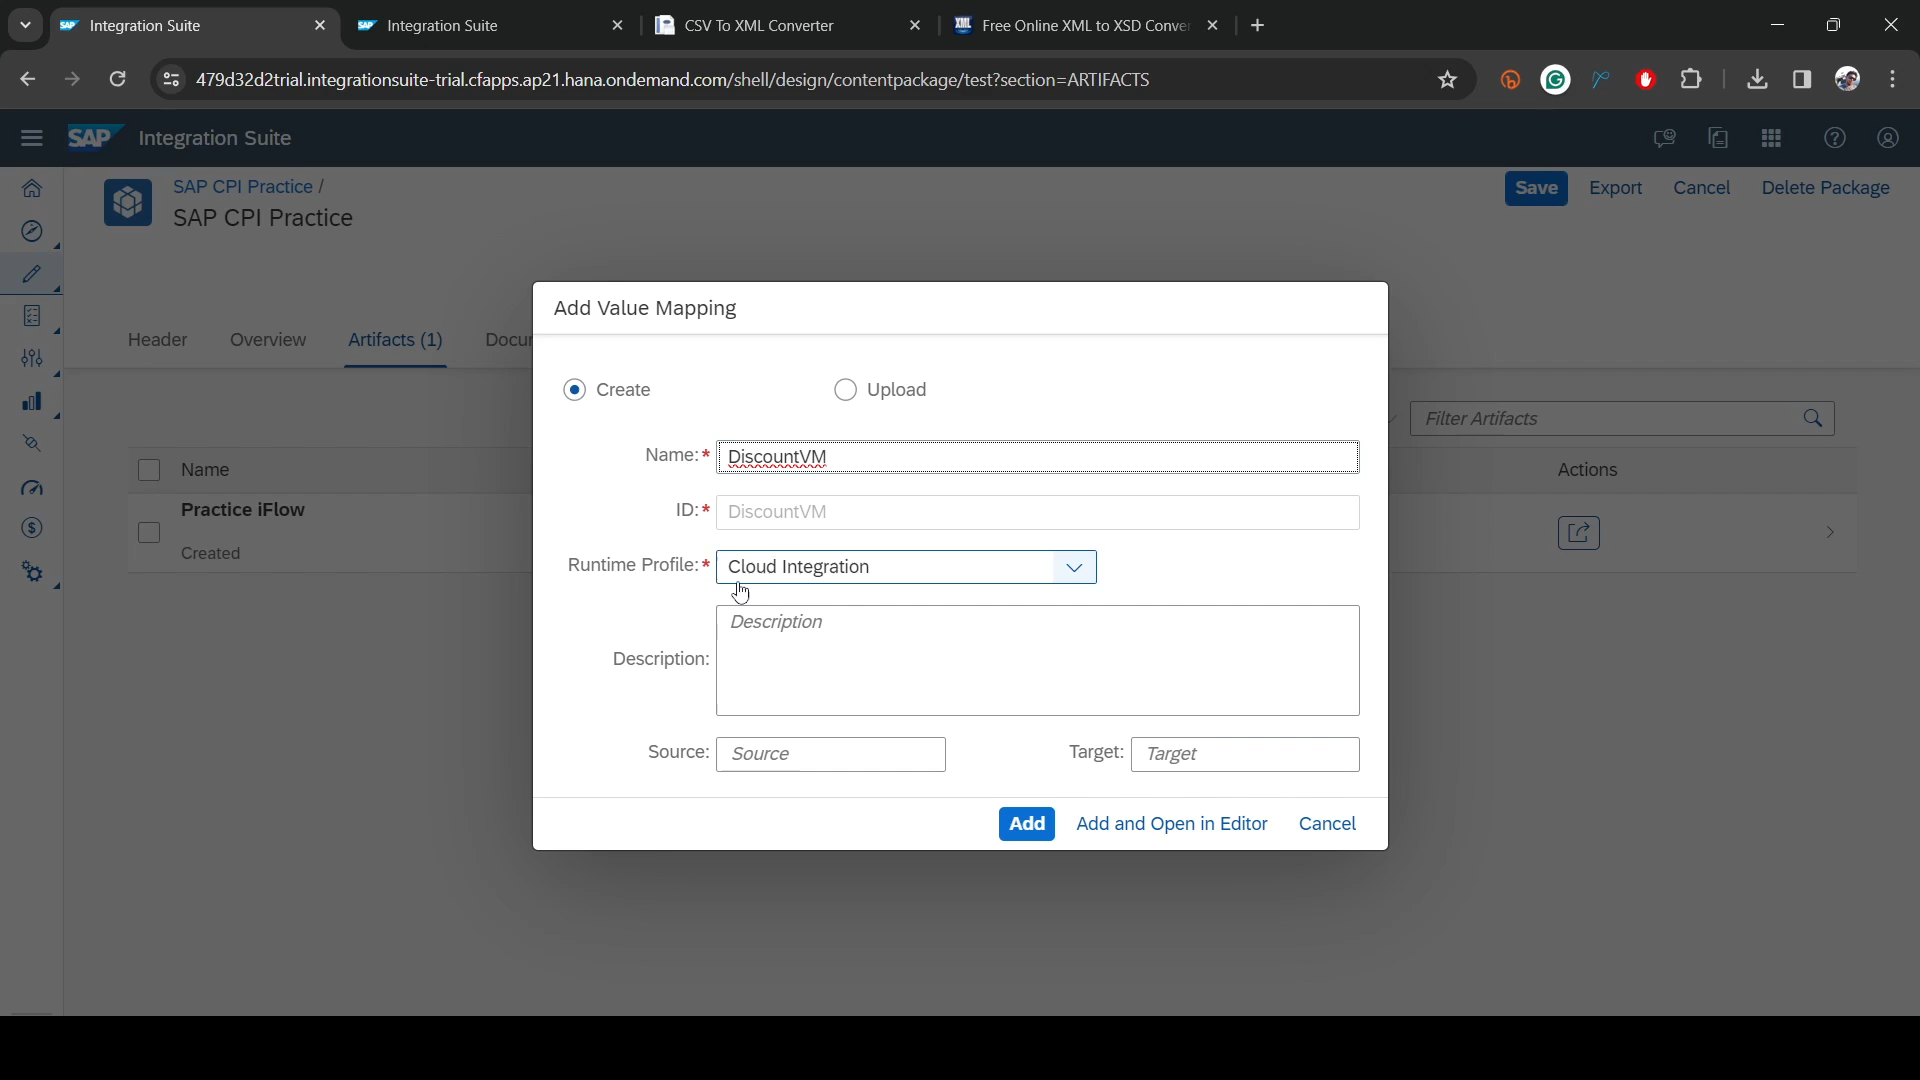 Integration Suite
Integration Suite
CSV To XML Converter
Free Online XML to XSD Conver
479d32d2trial.integrationsuite-trial.cfapps.ap21.hana.ondemand.com/shell/design/contentpackage/test?section=ARTIFACTS
SAP Integration Suite
SAP CPI Practice /
SAP CPI Practice
Save Export Cancel Delete Package
Header Overview Artifacts (1) Docum
Filter Artifacts
Name Actions
Practice iFlow
Created
Add Value Mapping
Create Upload
Name:* DiscountVM
ID:* DiscountVM
Runtime Profile:* Cloud Integration
Description: Description
Source: Source Target: Target
Add Add and Open in Editor Cancel